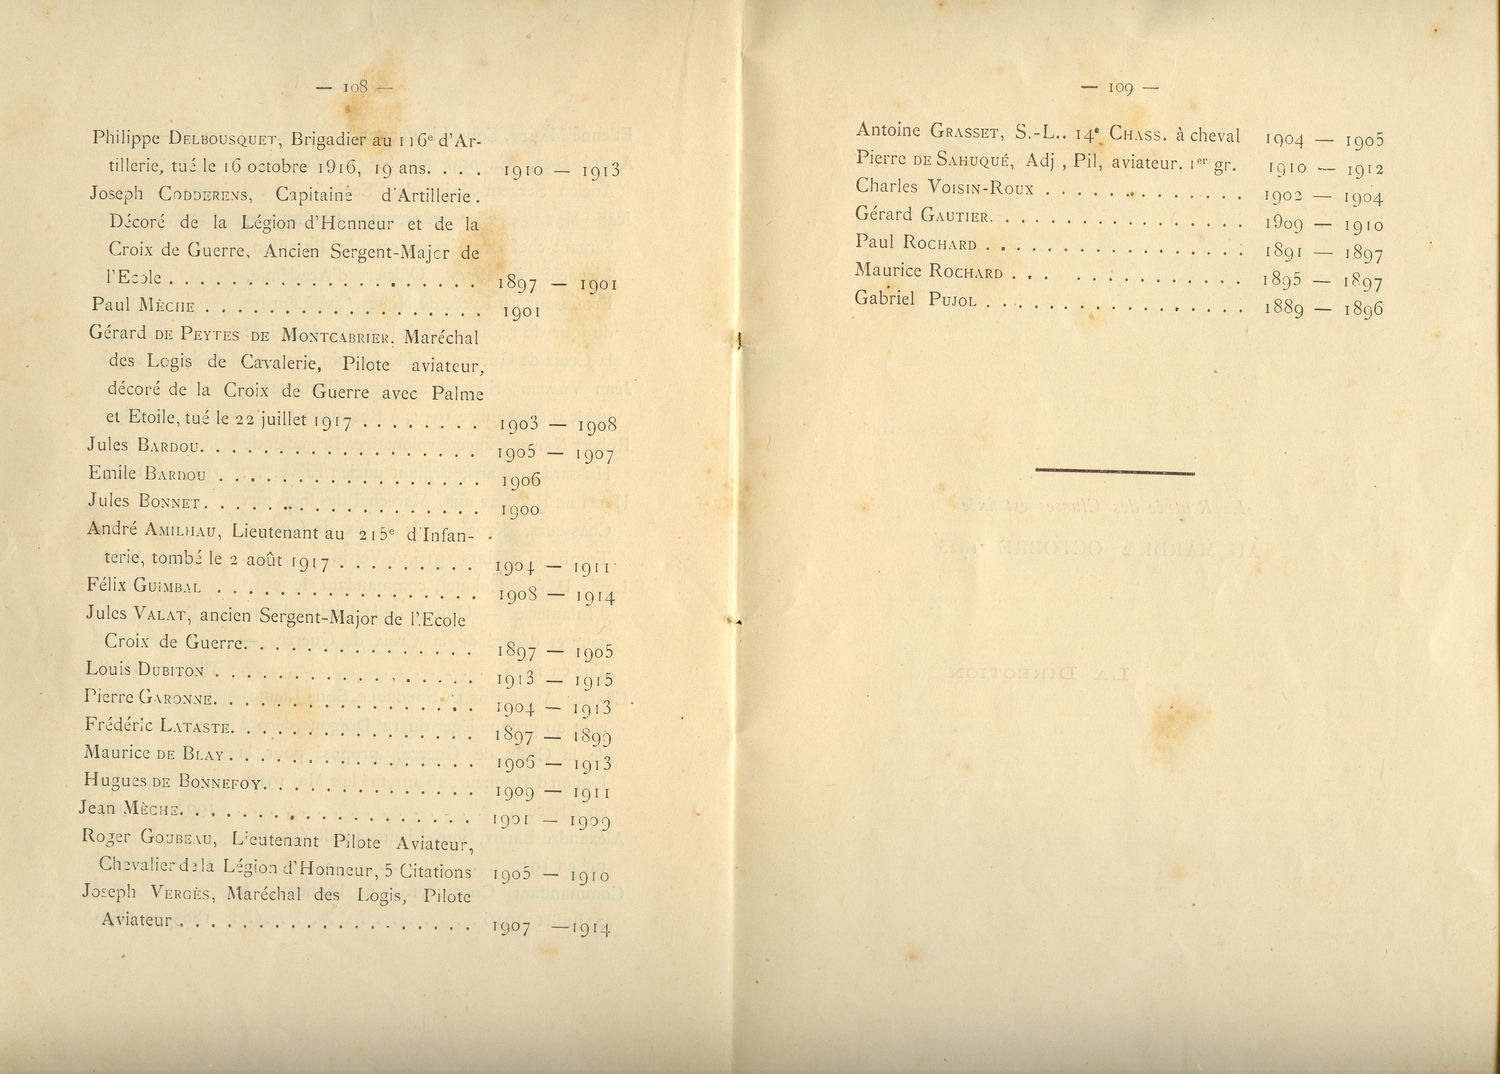 — 108 —
Philippe DELBOUSQUET, Brigadier au 116e d'Ar-
tillerie, tué le 16 octobre 1916, 19 ans. . . . 1910 — 1913
Joseph CODDERENS, Capitaine d'Artillerie.
Décoré de la Légion d'Honneur et de la
Croix de Guerre, Ancien Sergent-Major de
l'Ecole . . . . . . . . . . . . . . . . . . . . 1897 — 1901
Paul MÈCHE . . . . . . . . . . . . . . . . . . 1901
Gérard DE PEYTES DE MONTCABRIER. Maréchal
des Logis de Cavalerie, Pilote aviateur,
décoré de la Croix de Guerre avec Palme
et Etoile, tué le 22 juillet 1917 . . . . . . . . 1903 — 1908
Jules BARDOU. . . . . . . . . . . . . . . . . . 1905 — 1907
Emile BARDOU . . . . . . . . . . . . . . . . . 1906
Jules BONNET. . . . . . . . . . . . . . . . . . 1900
André AMILHAU, Lieutenant au 215e d'Infan-
terie, tombé le 2 août 1917 . . . . . . . . . 1904 — 1911
Félix GUIMBAL . . . . . . . . . . . . . . . . . 1908 — 1914
Jules VALAT, ancien Sergent-Major de l'Ecole
Croix de Guerre. . . . . . . . . . . . . . . 1897 — 1905
Louis DUBITON . . . . . . . . . . . . . . . . . 1913 — 1915
Pierre GARONNE. . . . . . . . . . . . . . . . . 1904 — 1913
Frédéric LATASTE. . . . . . . . . . . . . . . . 1897 — 1899
Maurice DE BLAY . . . . . . . . . . . . . . . . — 1913
Hugues DE BONNEFOY. . . . . . . . . . . . . . 1909 — 1911
Jean MÈCHE. . . . . . . . . . . . . . . . . . . 1901 — 1909
Roger GOUBEAU, Lieutenant Pilote Aviateur,
Chevalier de la Légion d'Honneur, 5 Citations 1905 — 1910
Joseph VERGÈS, Maréchal des Logis, Pilote
Aviateur . . . . . . . . . . . . . . . . . . . 1907 — 1914
— 109 —
Antoine GRASSET, S.-L.. 14e CHASS. à cheval 1904 — 1905
Pierre DE SAHUQUÉ, Adj , Pil, aviateur. 1er gr. 1910 — 1912
Charles VOISIN-ROUX . . . . . . . . . . . . . 1902 — 1904
Gérard GAUTIER. . . . . . . . . . . . . . . . . 1909 — 1910
Paul ROCHARD . . . . . . . . . . . . . . . . . 1891 — 1897
Maurice ROCHARD . . . . . . . . . . . . . . . 1895 — 1897
Gabriel PUJOL . . . . . . . . . . . . . . . . . 1889 — 1896